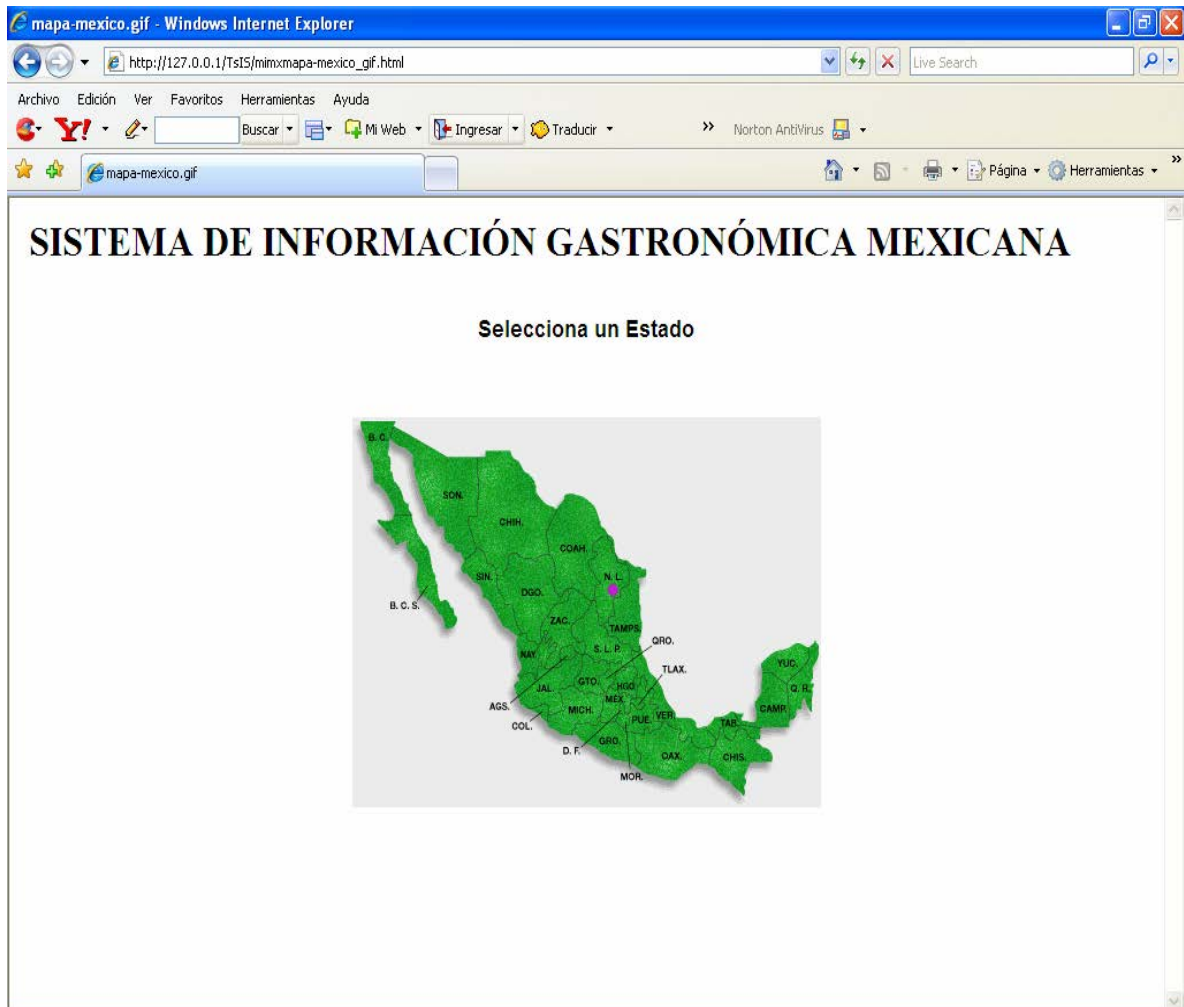 mapa-mexico.gif - Windows Internet Explorer
http://127.0.0.1/TsIS/mimxmapa-mexico_gif.html
Live Search
Archivo Edición Ver Favoritos Herramientas Ayuda
Y! Buscar Mi Web Ingresar Traducir » Norton AntiVirus
mapa-mexico.gif Página Herramientas »
SISTEMA DE INFORMACIÓN GASTRONÓMICA MEXICANA
Selecciona un Estado
B. C.
SON.
CHIH.
COAH.
SIN.
N. L.
DGO.
B. C. S.
ZAC.
TAMPS.
QRO.
S. L. P.
NAY.
TLAX.
YUC.
GTO.
HGO.
JAL.
Q. R.
MEX.
AGS.
MICH.
CAMP.
COL.
PUE.
VER.
TAB.
GRO.
D. F.
OAX.
CHIS.
MOR.